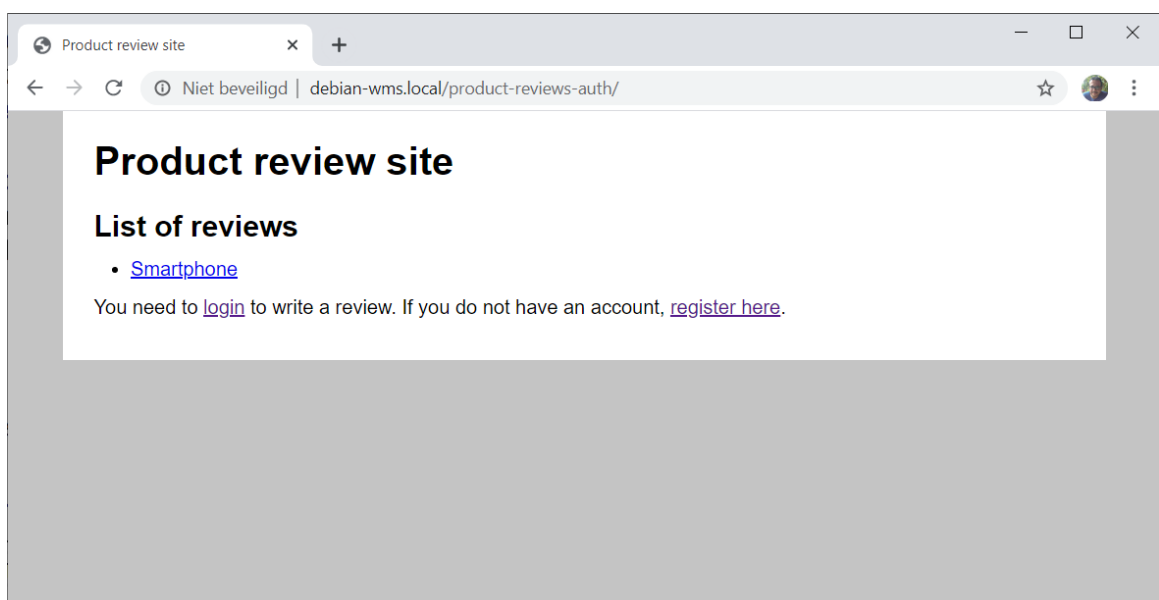 Product review site
Niet beveiligd | debian-wms.local/product-reviews-auth/
Product review site
List of reviews
• Smartphone
You need to login to write a review. If you do not have an account, register here.